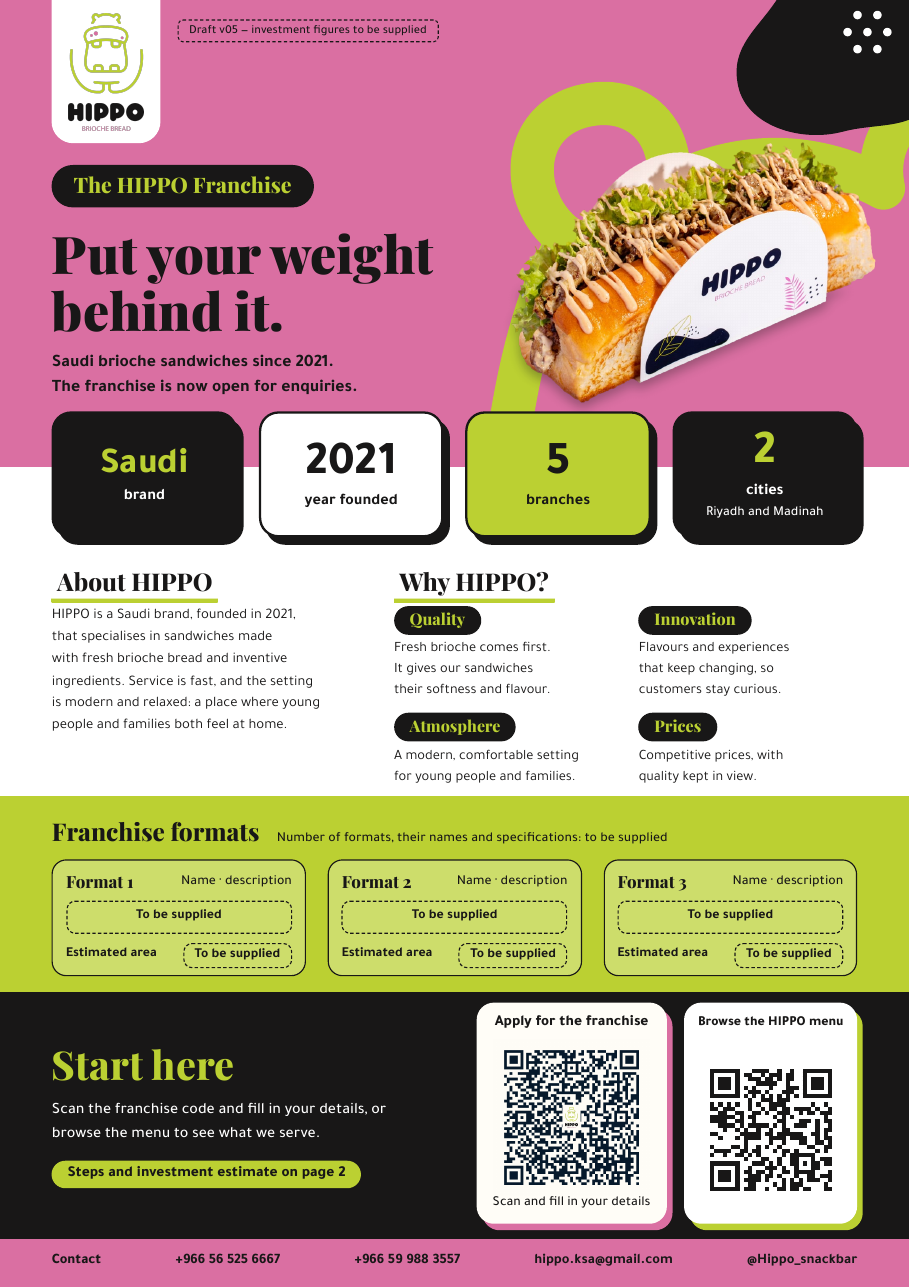 HIPPO
BRIOCHE BREAD
Draft v05 – investment figures to be supplied
The HIPPO Franchise
Put your weight
behind it.
Saudi brioche sandwiches since 2021.
The franchise is now open for enquiries.
HIPPO
BRIOCHE BREAD
Saudi
brand
2021
year founded
5
branches
2
cities
Riyadh and Madinah
About HIPPO
HIPPO is a Saudi brand, founded in 2021,
that specialises in sandwiches made
with fresh brioche bread and inventive
ingredients. Service is fast, and the setting
is modern and relaxed: a place where young
people and families both feel at home.
Why HIPPO?
Quality
Fresh brioche comes first.
It gives our sandwiches
their softness and flavour.
Innovation
Flavours and experiences
that keep changing, so
customers stay curious.
Atmosphere
A modern, comfortable setting
for young people and families.
Prices
Competitive prices, with
quality kept in view.
Franchise formats
Number of formats, their names and specifications: to be supplied
Format 1
Name · description
To be supplied
Estimated area
To be supplied
Format 2
Name · description
To be supplied
Estimated area
To be supplied
Format 3
Name · description
To be supplied
Estimated area
To be supplied
Start here
Scan the franchise code and fill in your details, or
browse the menu to see what we serve.
Steps and investment estimate on page 2
Apply for the franchise
HIPPO
Scan and fill in your details
Browse the HIPPO menu
Contact
+966 56 525 6667
+966 59 988 3557
hippo.ksa@gmail.com
@Hippo_snackbar